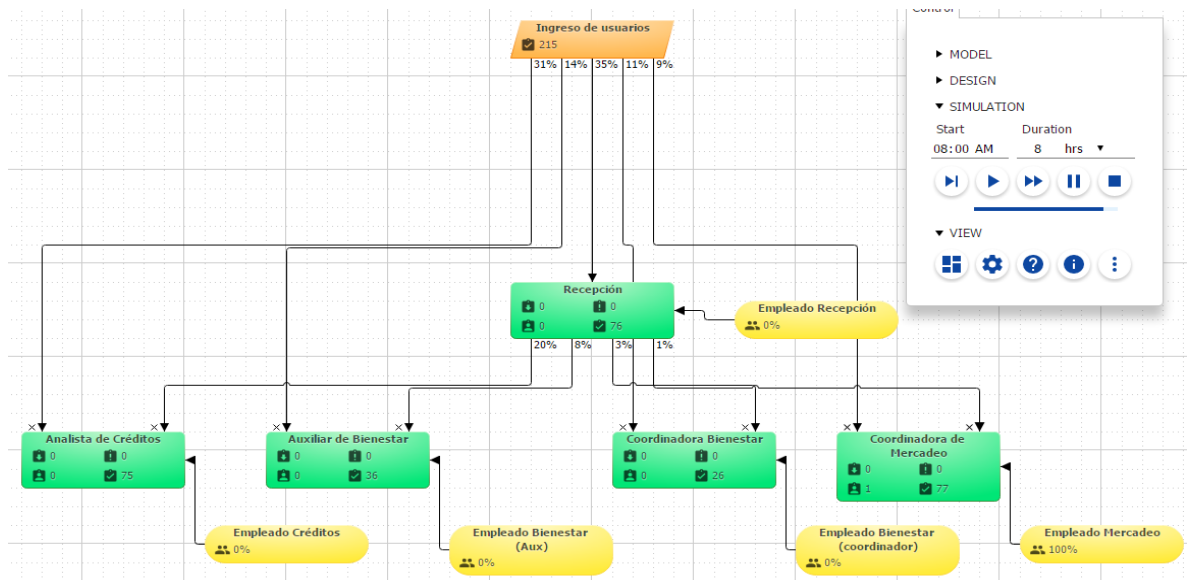 Control
Ingreso de usuarios
215
31% 14% 35% 11% 9%
MODEL
DESIGN
SIMULATION
Start Duration
08:00 AM 8 hrs
VIEW
Recepción
0 0
0 76
20% 8% 3% 1%
Empleado Recepción
0%
Analista de Créditos
0 0
0 75
Auxiliar de Bienestar
0 0
0 36
Coordinadora Bienestar
0 0
0 26
Coordinadora de
Mercadeo
0 0
1 77
Empleado Créditos
0%
Empleado Bienestar
(Aux)
0%
Empleado Bienestar
(coordinador)
0%
Empleado Mercadeo
100%